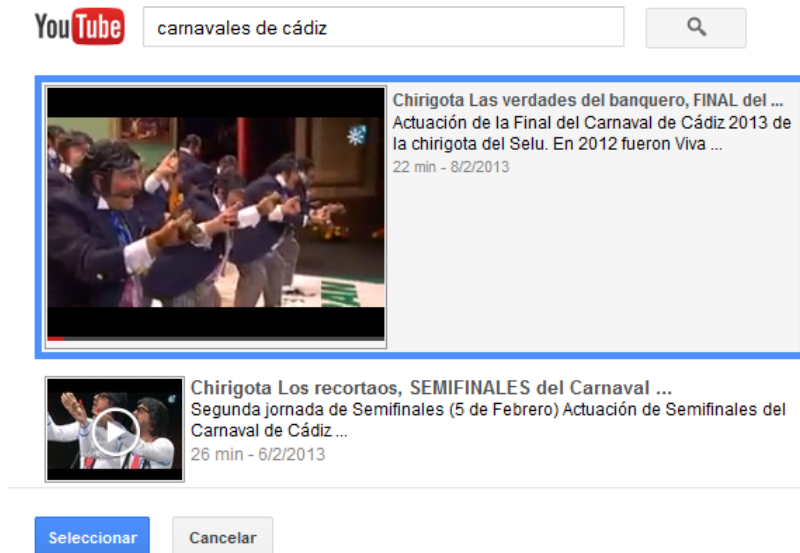 YouTube
carnavales de cádiz
Chirigota Las verdades del banquero, FINAL del ...
Actuación de la Final del Carnaval de Cádiz 2013 de
la chirigota del Selu. En 2012 fueron Viva ...
22 min - 8/2/2013
Chirigota Los recortaos, SEMIFINALES del Carnaval ...
Segunda jornada de Semifinales (5 de Febrero) Actuación de Semifinales del
Carnaval de Cádiz ...
26 min - 6/2/2013
Seleccionar
Cancelar